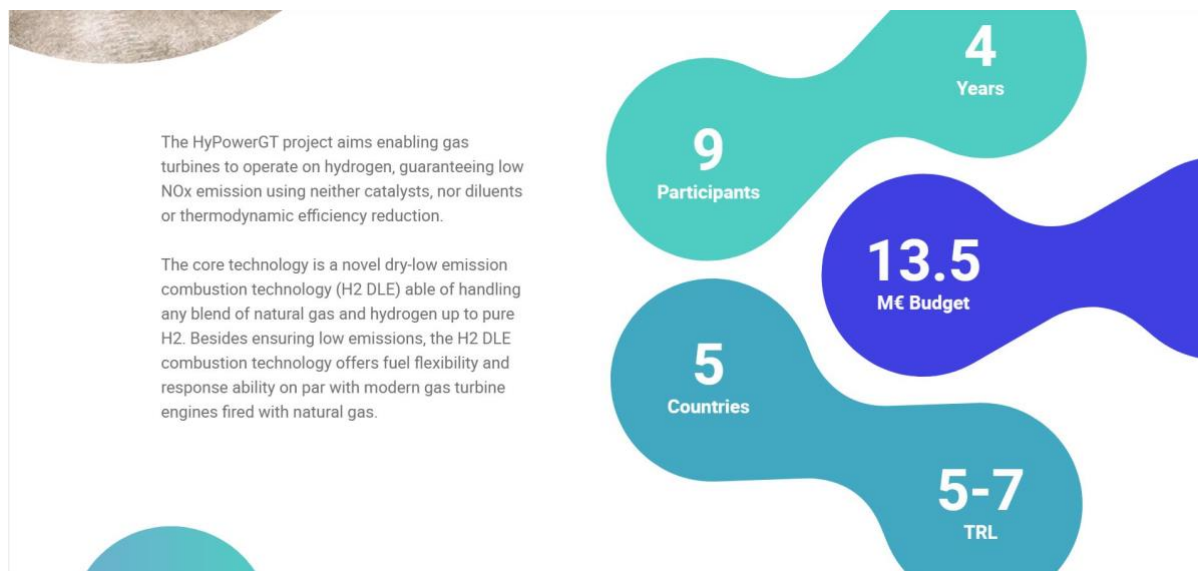 The HyPowerGT project aims enabling gas
turbines to operate on hydrogen, guaranteeing low
NOx emission using neither catalysts, nor diluents
or thermodynamic efficiency reduction.
The core technology is a novel dry-low emission
combustion technology (H2 DLE) able of handling
any blend of natural gas and hydrogen up to pure
H2. Besides ensuring low emissions, the H2 DLE
combustion technology offers fuel flexibility and
response ability on par with modern gas turbine
engines fired with natural gas.
4
Years
9
Participants
13.5
M€ Budget
5
Countries
5-7
TRL